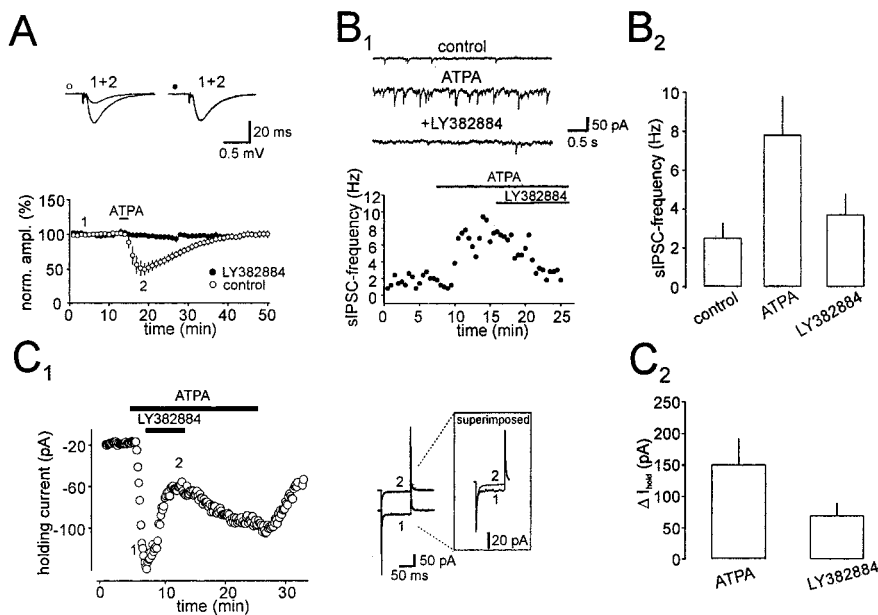 A
1+2
1+2
20 ms
0.5 mV
norm. ampl. (%)
150
100
50
0
1
ATPA
2
LY382884
control
0 10 20 30 40 50
time (min)
B1
control
ATPA
+LY382884
50 pA
0.5 s
sIPSC-frequency (Hz)
12
10
8
6
4
2
0
ATPA
LY382884
0 5 10 15 20 25
time (min)
B2
sIPSC-frequency (Hz)
10
8
6
4
2
0
control
ATPA
LY382884
C1
ATPA
LY382884
holding current (pA)
-20
-60
-100
1
2
0 10 20 30
time (min)
2
1
50 pA
50 ms
superimposed
2
1
20 pA
C2
Δ Ihold (pA)
250
200
150
100
50
0
ATPA
LY382884